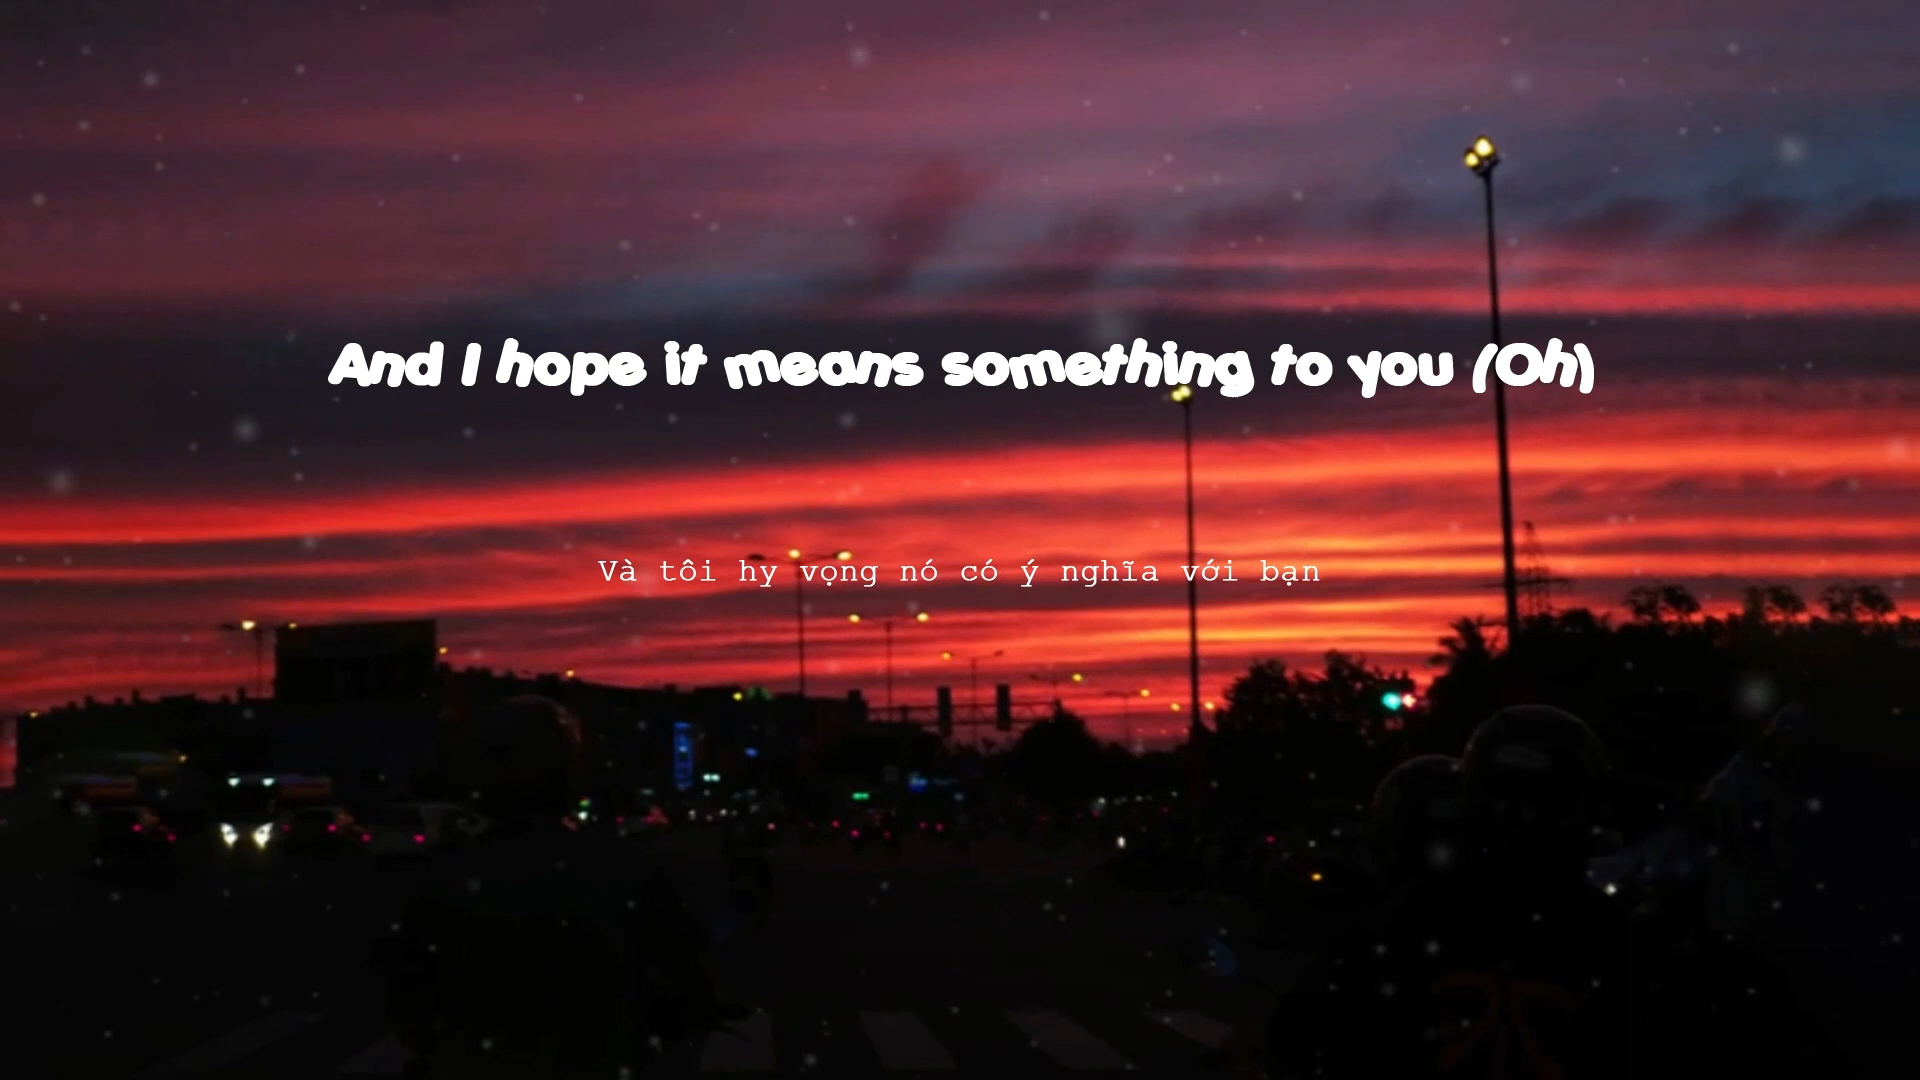 And I hope it means something to you (Oh)
Và tôi hy vọng nó có ý nghĩa với bạn